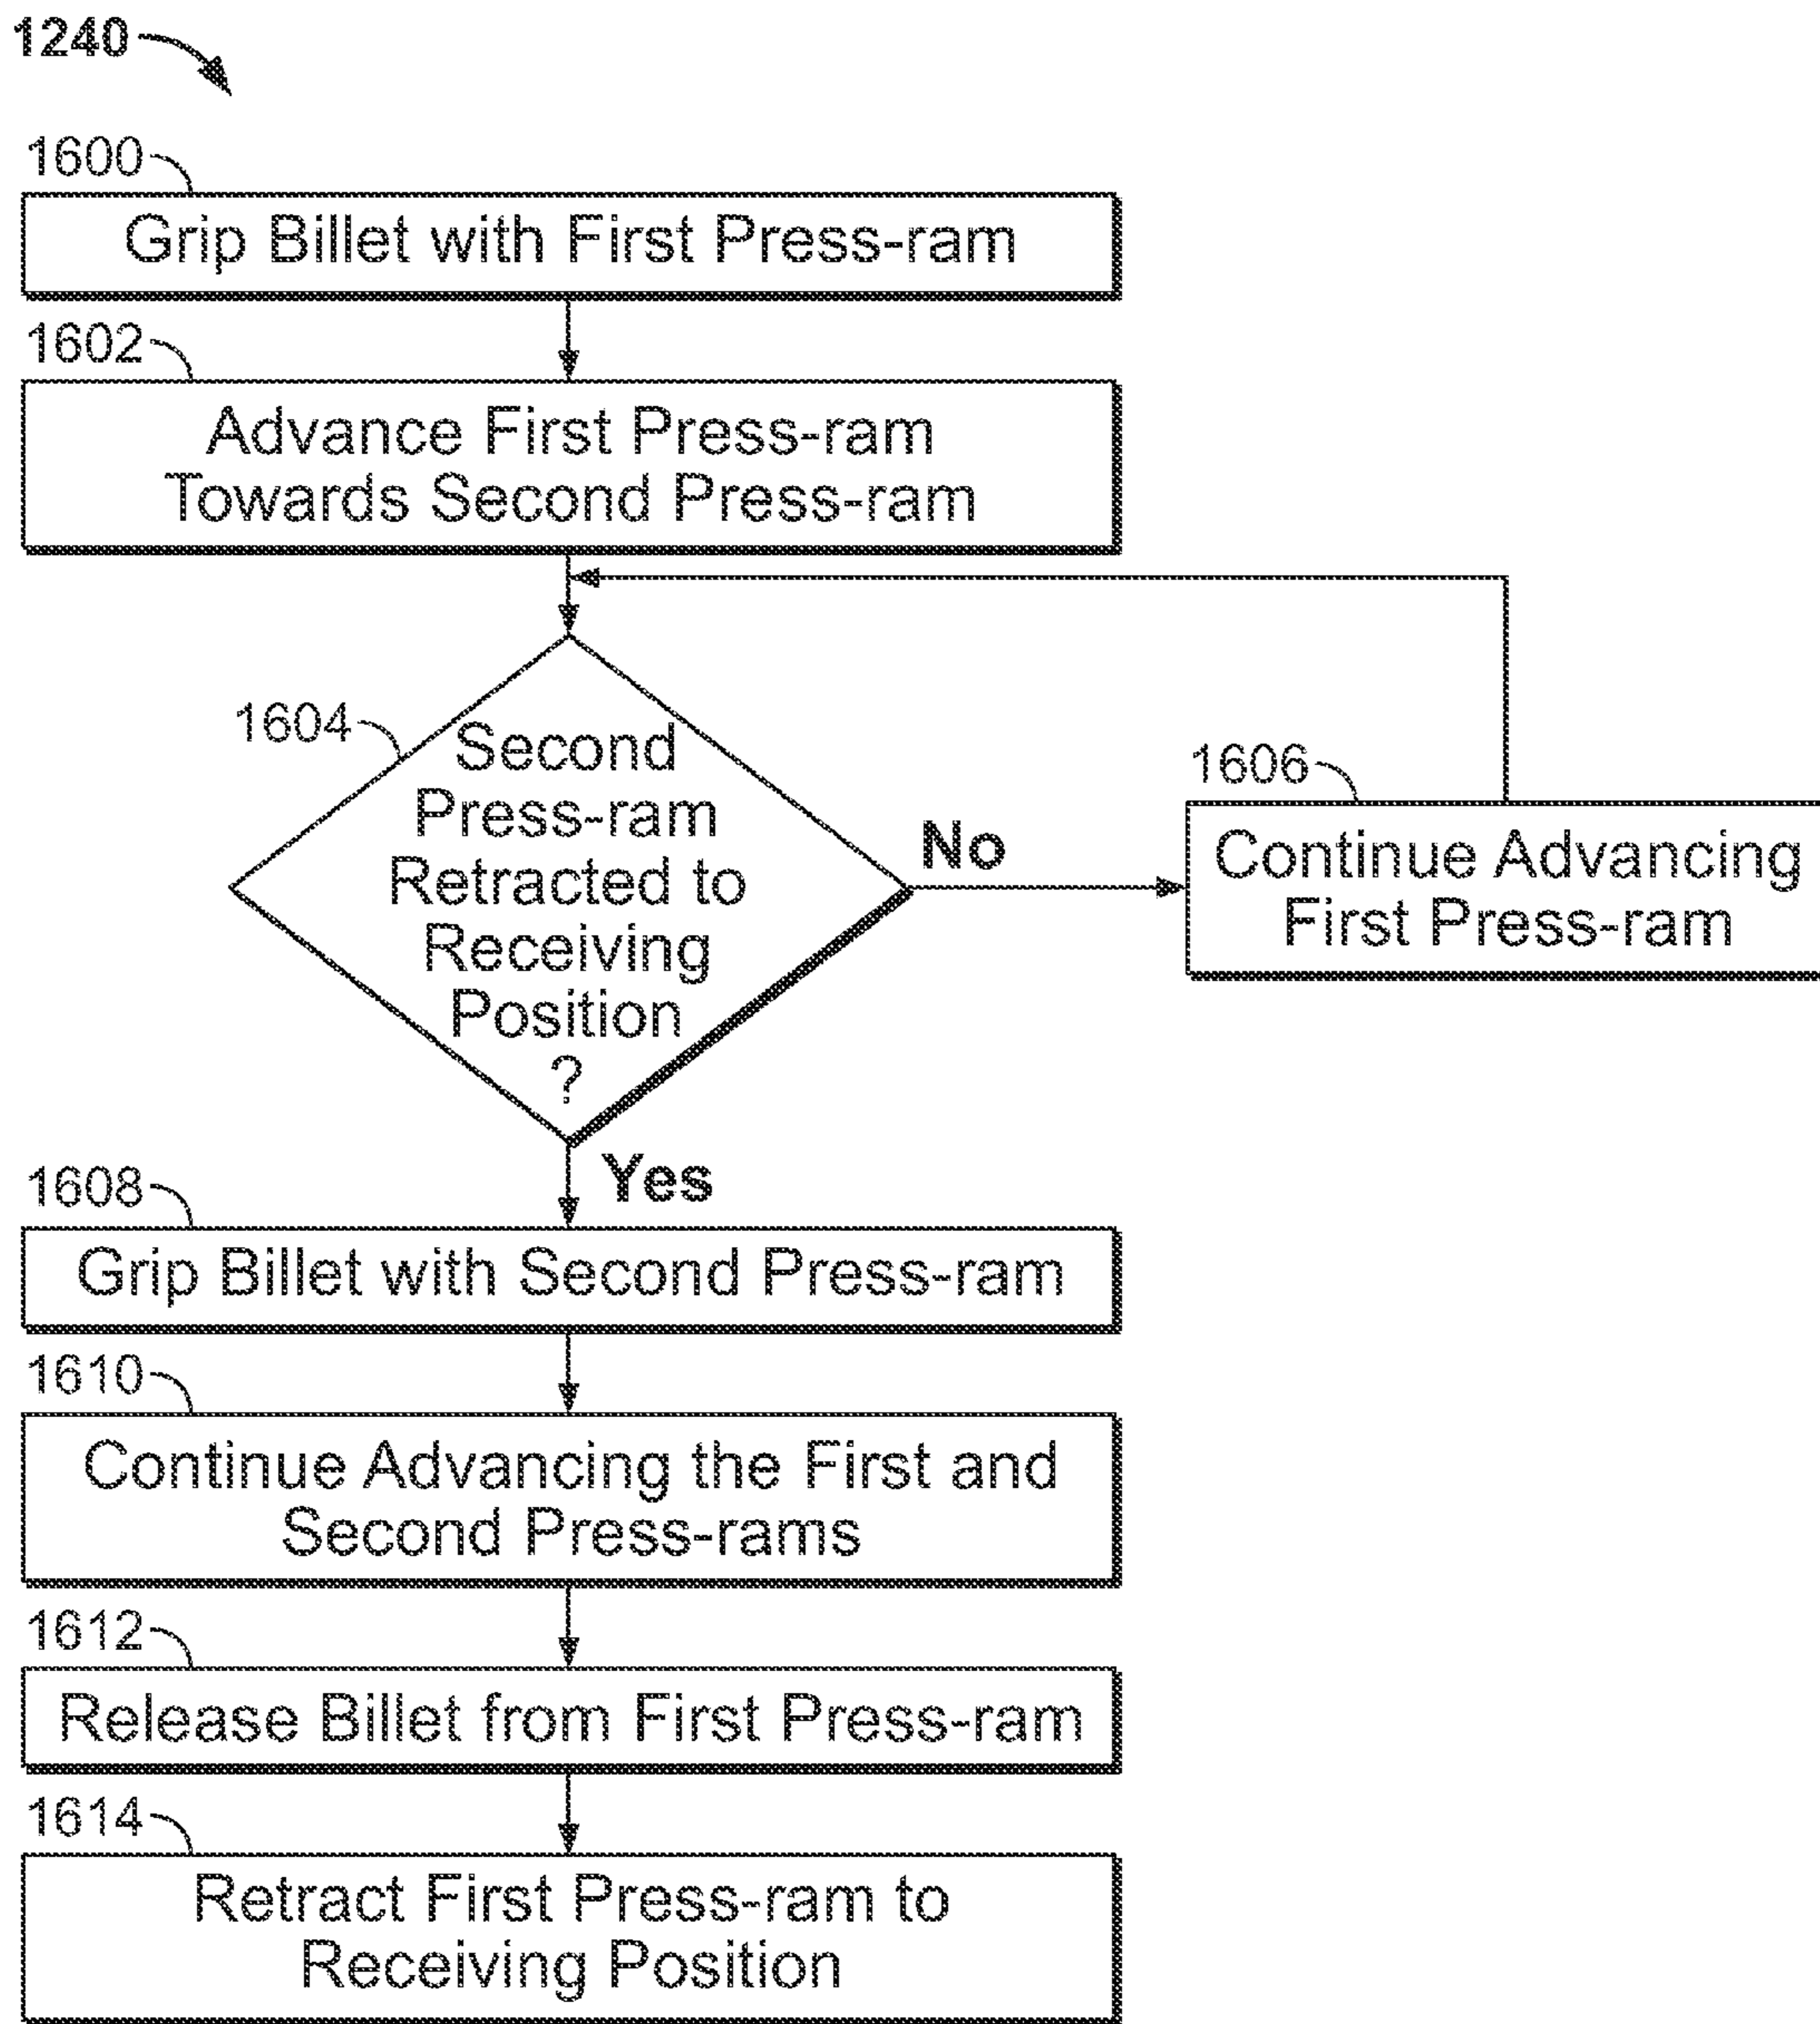 1240
1600
Grip Billet with First Press-ram
1602
Advance First Press-ram
Towards Second Press-ram
1604
Second
Press-ram
Retracted to
Receiving
Position
?
No
1606
Continue Advancing
First Press-ram
Yes
1608
Grip Billet with Second Press-ram
1610
Continue Advancing the First and
Second Press-rams
1612
Release Billet from First Press-ram
1614
Retract First Press-ram to
Receiving Position